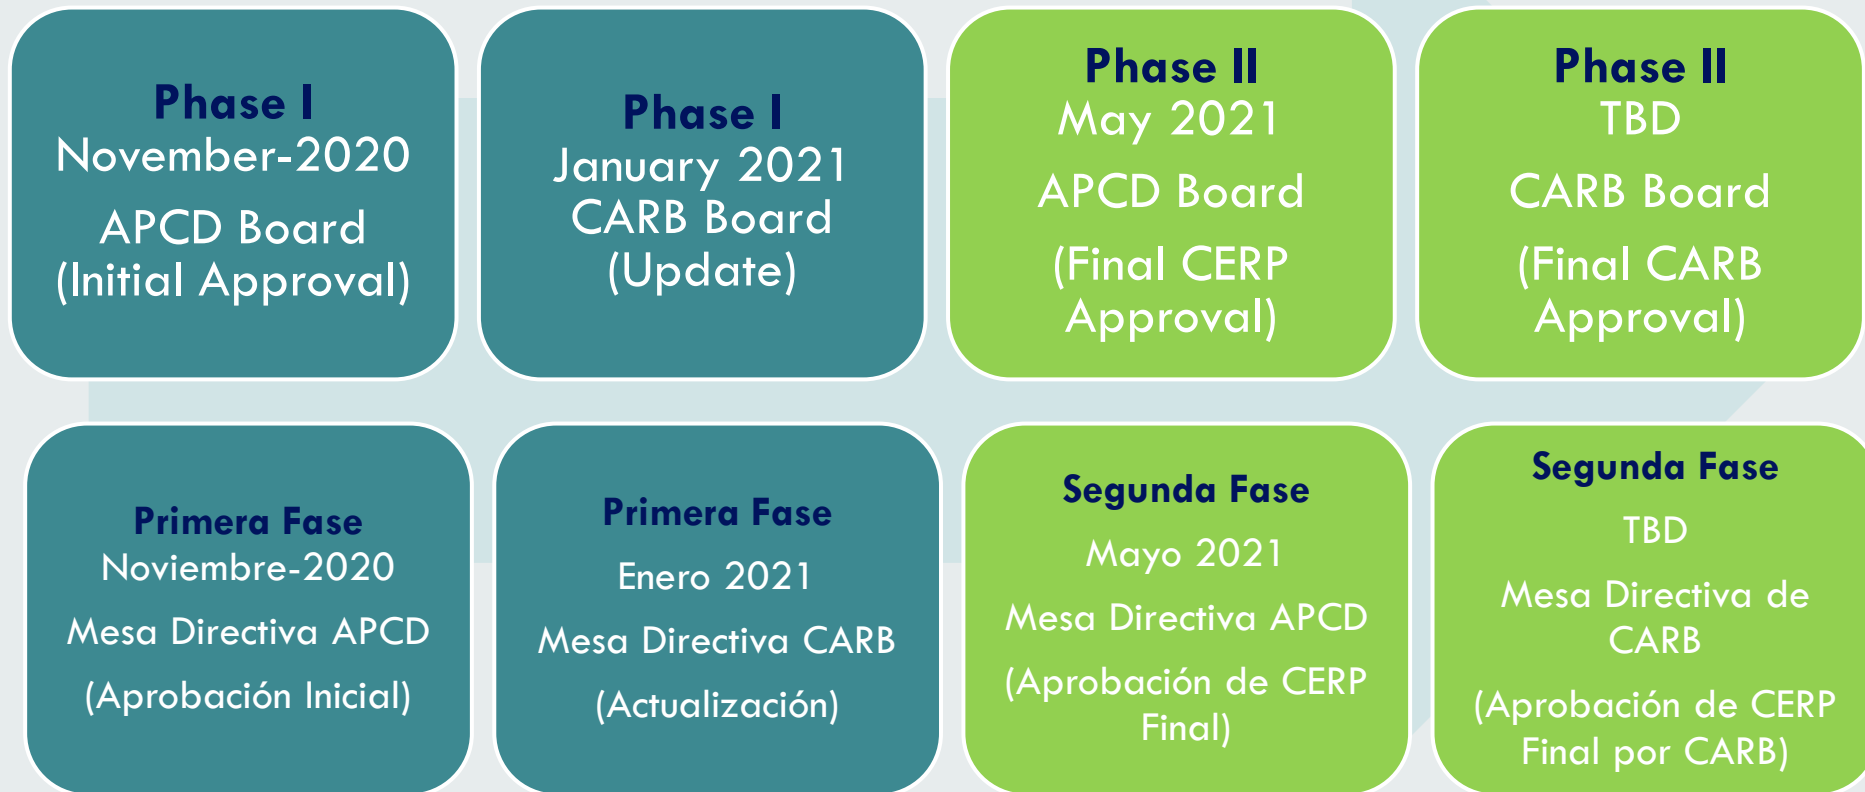 Phase I
November-2020
APCD Board
(Initial Approval)
Phase I
January 2021
CARB Board
(Update)
Phase II
May 2021
APCD Board
(Final CERP
Approval)
Phase II
TBD
CARB Board
(Final CARB
Approval)
Primera Fase
Noviembre-2020
Mesa Directiva APCD
(Aprobación Inicial)
Primera Fase
Enero 2021
Mesa Directiva CARB
(Actualización)
Segunda Fase
Mayo 2021
Mesa Directiva APCD
(Aprobación de CERP
Final)
Segunda Fase
TBD
Mesa Directiva de
CARB
(Aprobación de CERP
Final por CARB)